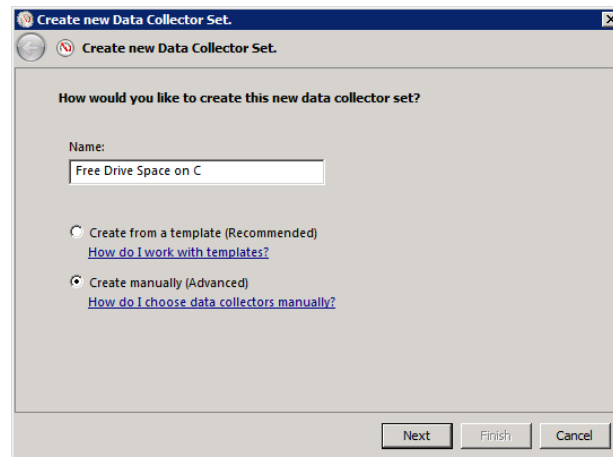 Create new Data Collector Set.
Create new Data Collector Set.
How would you like to create this new data collector set?
Name:
Free Drive Space on C
Create from a template (Recommended)
How do I work with templates?
Create manually (Advanced)
How do I choose data collectors manually?
Next Finish Cancel